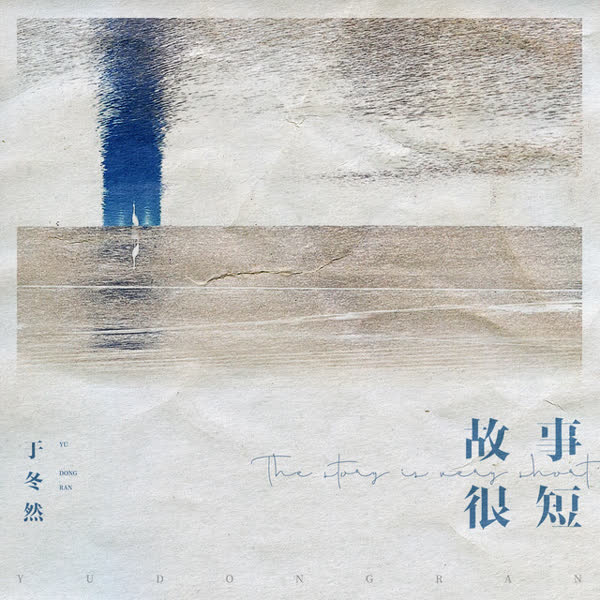 故事
很短
The story is very short
于冬然
YU
DONG
RAN
YUDONGRAN